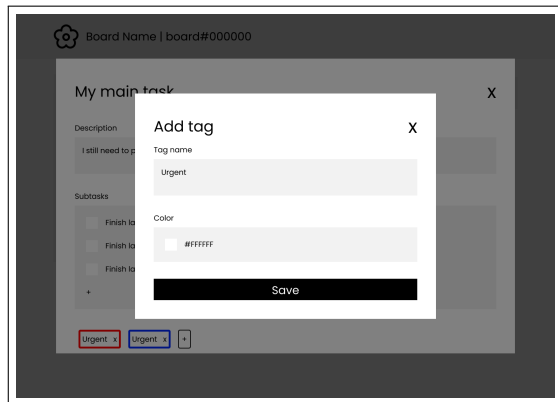 Board Name | board#000000
My main task
X
Description
I still need to p
Subtasks
Finish la
Finish la
Finish la
+
Urgent x
Urgent x
+
Add tag
X
Tag name
Urgent
Color
#FFFFFF
Save